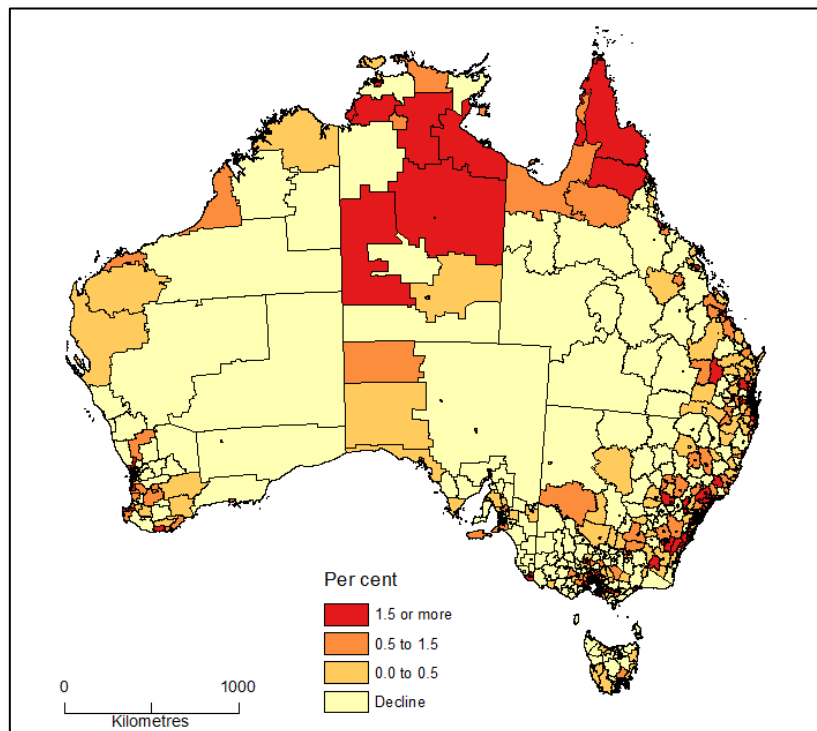 Per cent
1.5 or more
0.5 to 1.5
0.0 to 0.5
Decline
0 1000
Kilometres